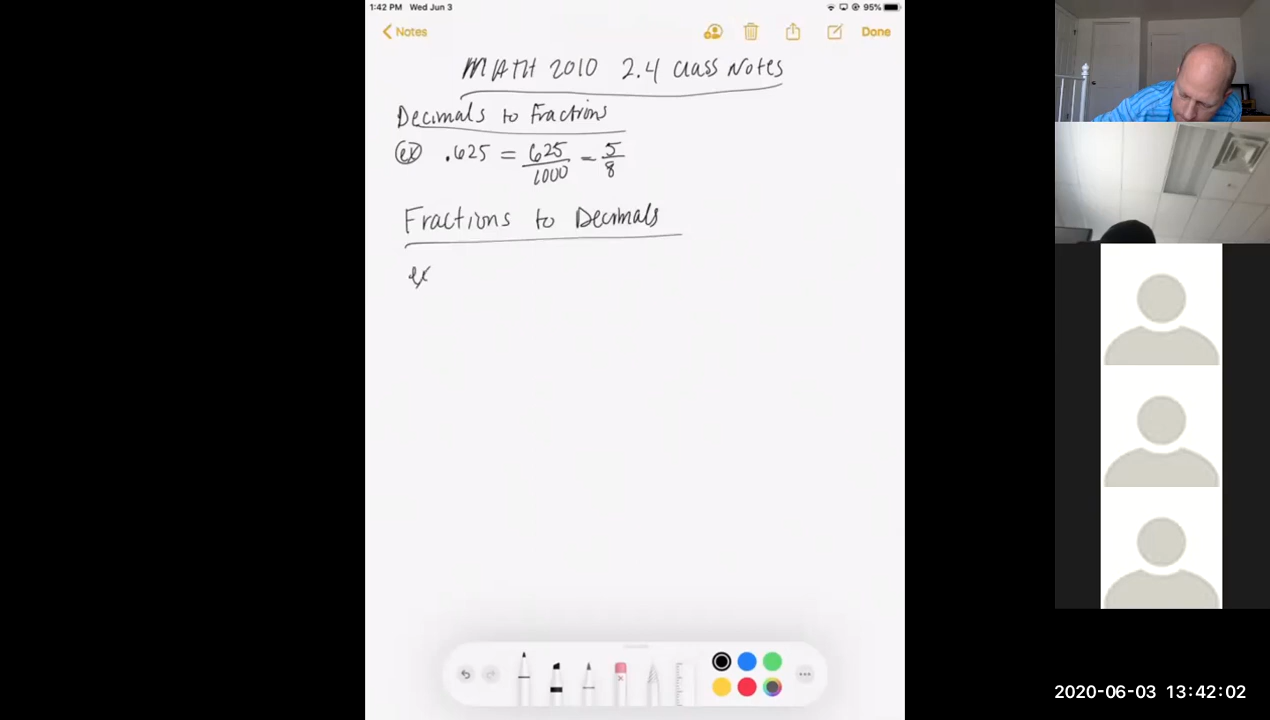 1:42 PM Wed Jun 3
95%
Notes
Done
MATH 2010 2.4 Class Notes
Decimals to Fractions
ex .625 = 625/1000 = 5/8
Fractions to Decimals
ex
2020-06-03 13:42:02